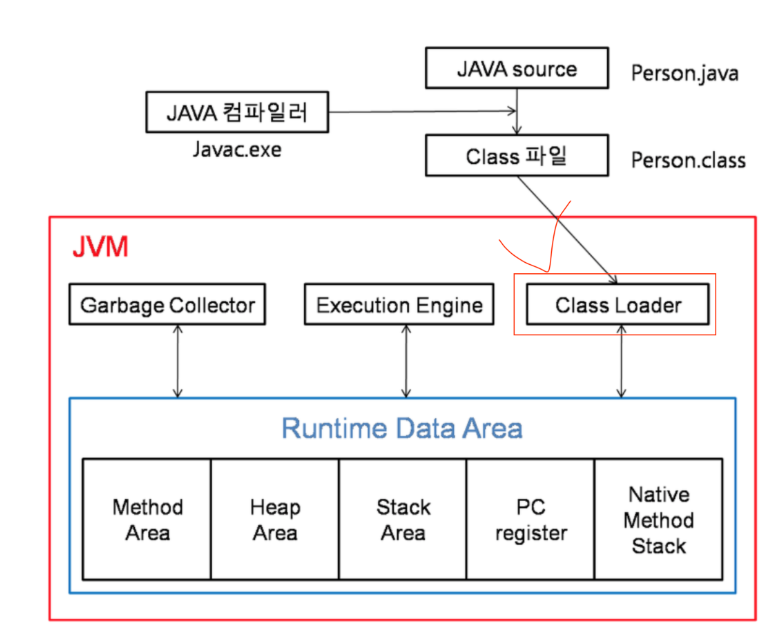 JAVA source
Person.java
JAVA 컴파일러
Javac.exe
Class 파일
Person.class
JVM
Garbage Collector
Execution Engine
Class Loader
Runtime Data Area
Method
Area
Heap
Area
Stack
Area
PC
register
Native
Method
Stack